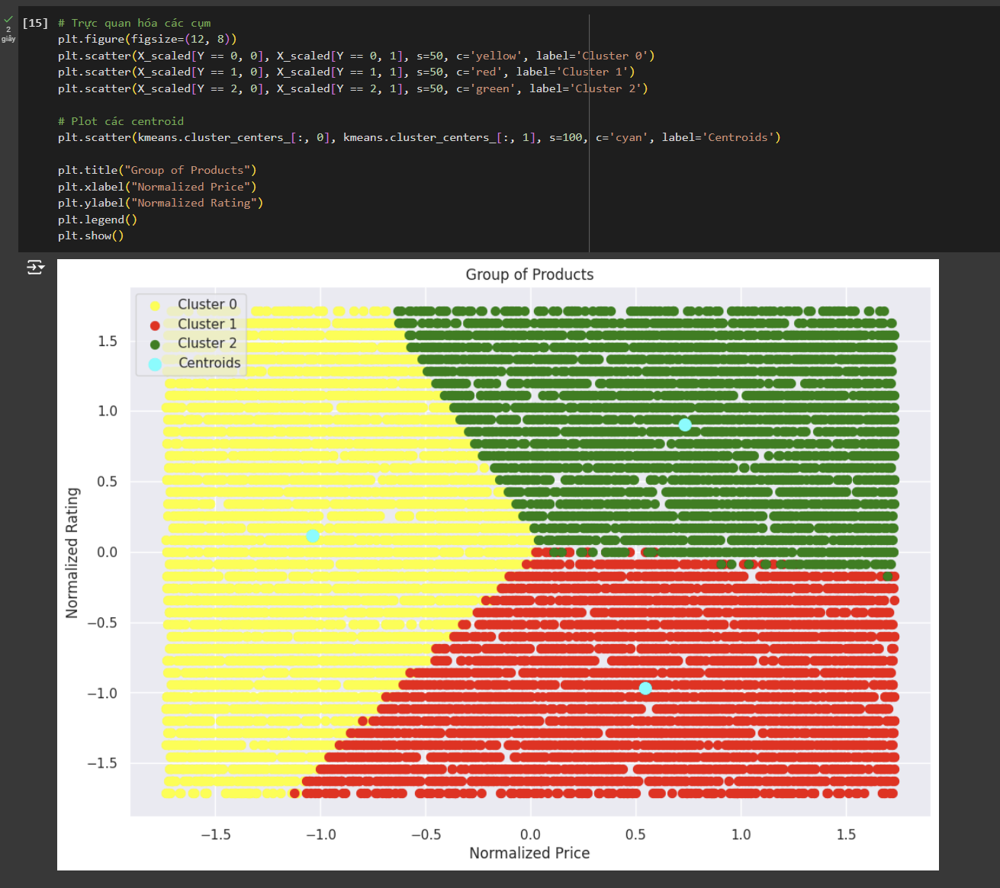 [15] # Trực quan hóa các cụm
2
giây
plt.figure(figsize=(12, 8))
plt.scatter(X_scaled[Y == 0, 0], X_scaled[Y == 0, 1], s=50, c='yellow', label='Cluster 0')
plt.scatter(X_scaled[Y == 1, 0], X_scaled[Y == 1, 1], s=50, c='red', label='Cluster 1')
plt.scatter(X_scaled[Y == 2, 0], X_scaled[Y == 2, 1], s=50, c='green', label='Cluster 2')
# Plot các centroid
plt.scatter(kmeans.cluster_centers_[:, 0], kmeans.cluster_centers_[:, 1], s=100, c='cyan', label='Centroids')
plt.title("Group of Products")
plt.xlabel("Normalized Price")
plt.ylabel("Normalized Rating")
plt.legend()
plt.show()
Group of Products
Cluster 0
Cluster 1
Cluster 2
Centroids
1.5
1.0
0.5
0.0
−0.5
−1.0
−1.5
Normalized Rating
−1.5 −1.0 −0.5 0.0 0.5 1.0 1.5
Normalized Price